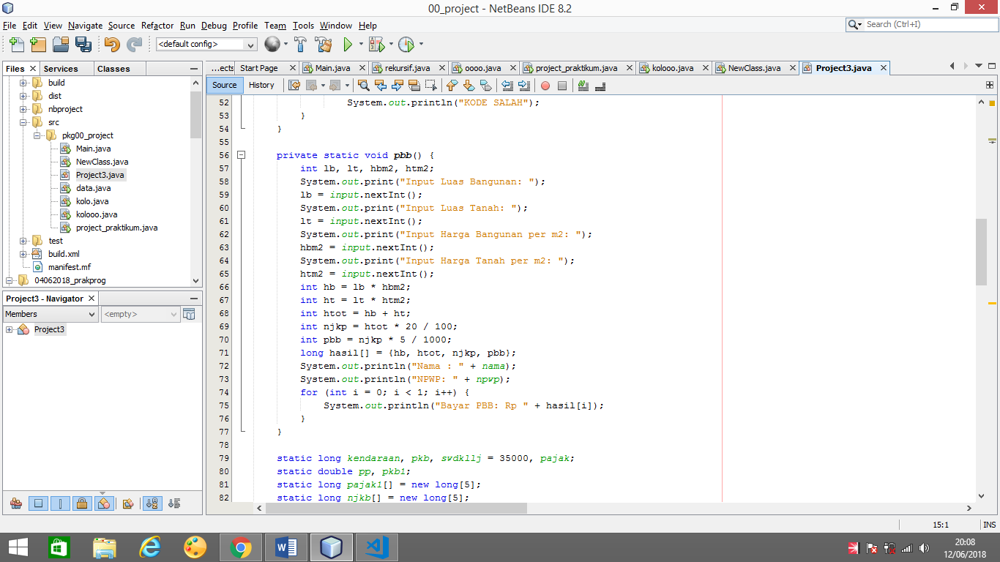 00_project - NetBeans IDE 8.2
File Edit View Navigate Source Refactor Run Debug Profile Team Tools Window Help
Search (Ctrl+I)
<default config>
Files Services Classes
...ects Start Page Main.java rekursif.java oooo.java project_praktikum.java kolooo.java NewClass.java Project3.java
Source History
build
dist
nbproject
src
pkg00_project
Main.java
NewClass.java
Project3.java
data.java
kolo.java
kolooo.java
project_praktikum.java
test
build.xml
manifest.mf
04062018_prakprog
Project3 - Navigator
Members <empty>
Project3
52 System.out.println("KODE SALAH");
53 }
54 }
55
56 private static void pbb() {
57 int lb, lt, hbm2, htm2;
58 System.out.print("Input Luas Bangunan: ");
59 lb = input.nextInt();
60 System.out.print("Input Luas Tanah: ");
61 lt = input.nextInt();
62 System.out.print("Input Harga Bangunan per m2: ");
63 hbm2 = input.nextInt();
64 System.out.print("Input Harga Tanah per m2: ");
65 htm2 = input.nextInt();
66 int hb = lb * hbm2;
67 int ht = lt * htm2;
68 int htot = hb + ht;
69 int njkp = htot * 20 / 100;
70 int pbb = njkp * 5 / 1000;
71 long hasil[] = {hb, htot, njkp, pbb};
72 System.out.println("Nama : " + nama);
73 System.out.println("NPWP: " + npwp);
74 for (int i = 0; i < 1; i++) {
75 System.out.println("Bayar PBB: Rp " + hasil[i]);
76 }
77 }
78
79 static long kendaraan, pkb, swdkllj = 35000, pajak;
80 static double pp, pkb1;
81 static long pajak1[] = new long[5];
82 static long njkb[] = new long[5];
15:1 INS
20:08
12/06/2018